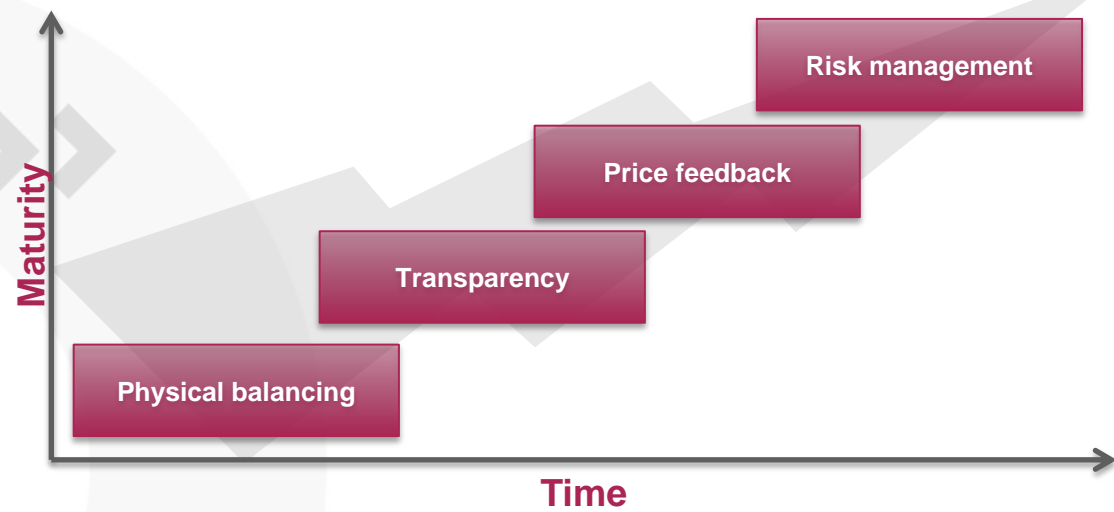 Risk management
Price feedback
Transparency
Physical balancing
Maturity
Time